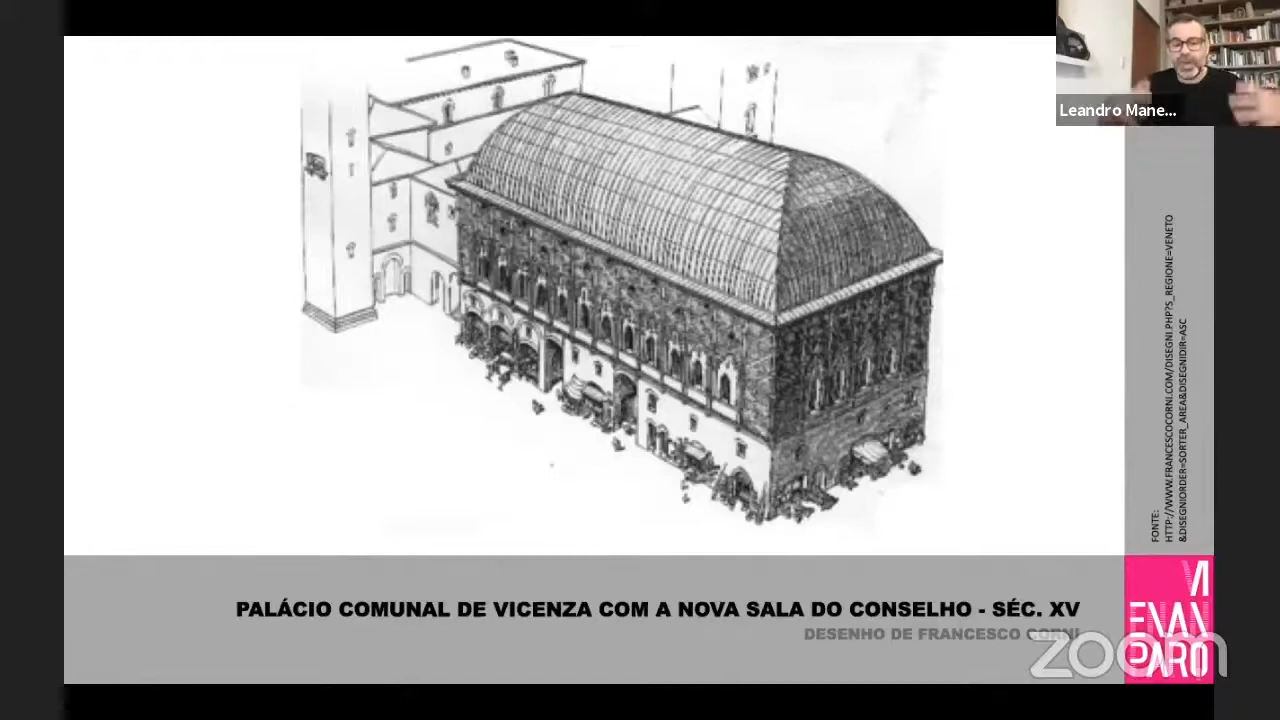 Leandro Mane...
FONTE:
HTTP://WWW.FRANCESCOCORNI.COM/DISEGNI.PHP?S_REGIONE=VENETO
&DISEGNIORDER=SORTER_AREA&DISEGNIDIR=ASC
PALÁCIO COMUNAL DE VICENZA COM A NOVA SALA DO CONSELHO - SÉC. XV
DESENHO DE FRANCESCO CORNI
VI
ENAN
PARQ
zoom